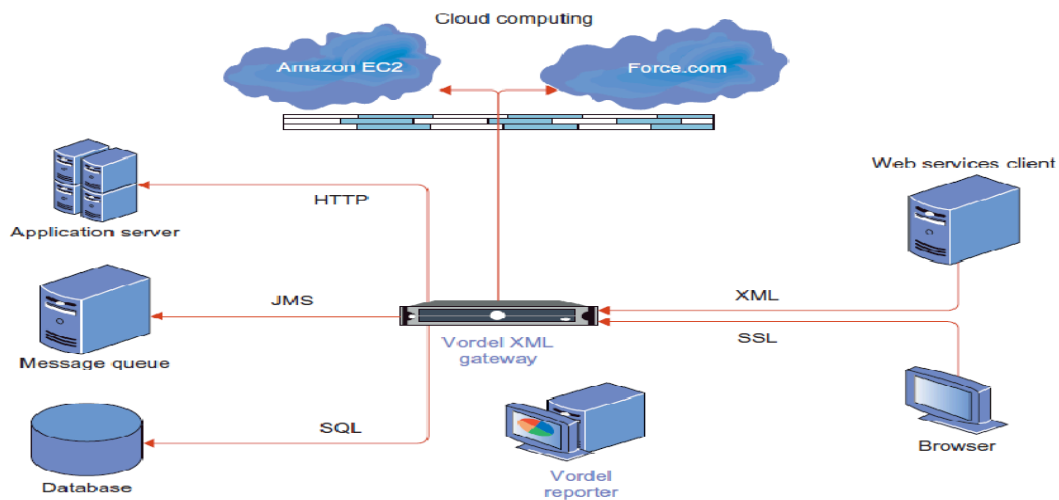 Cloud computing
Amazon EC2
Force.com
Web services client
HTTP
Application server
JMS
XML
Vordel XML
gateway
SSL
Message queue
SQL
Browser
Vordel
reporter
Database